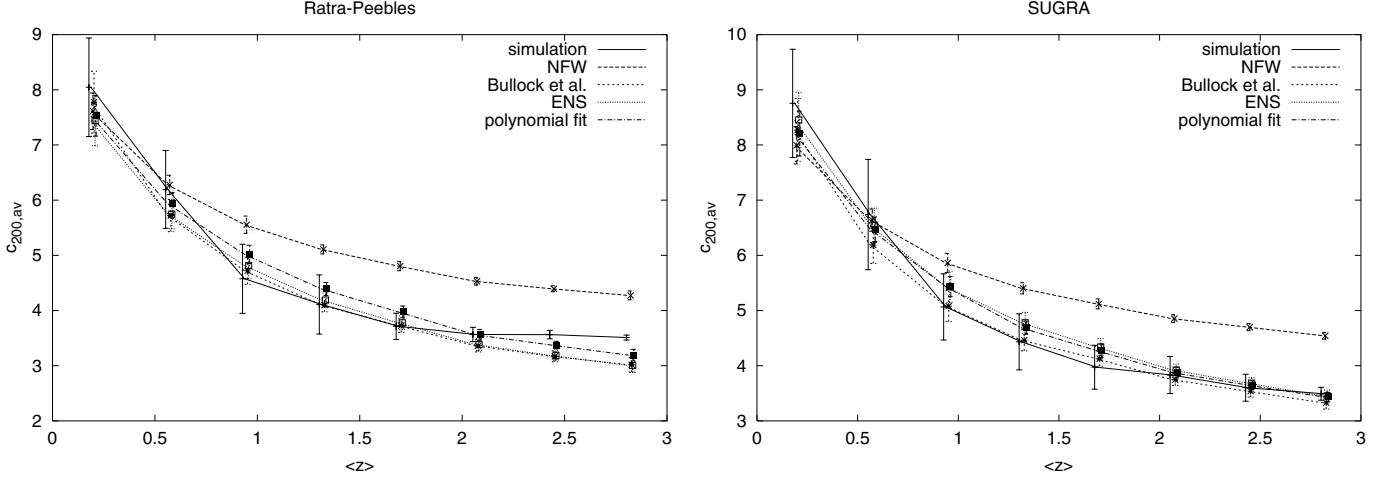 Ratra-Peebles
9
8
7
6
5
4
3
2
c200,av
0
0.5
1
1.5
2
2.5
3
<z>
simulation
NFW
Bullock et al.
ENS
polynomial fit
SUGRA
10
9
8
7
6
5
4
3
c200,av
0
0.5
1
1.5
2
2.5
3
<z>
simulation
NFW
Bullock et al.
ENS
polynomial fit